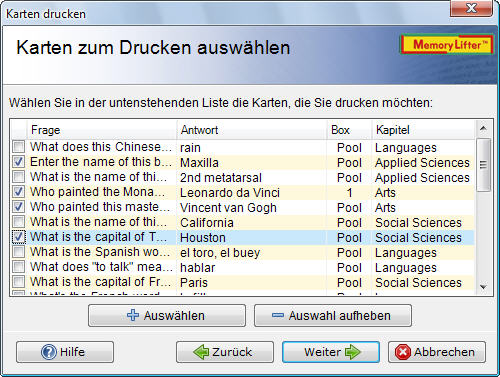 Karten drucken
Karten zum Drucken auswählen
MemoryLifter™
Wählen Sie in der untenstehenden Liste die Karten, die Sie drucken möchten:
Frage Antwort Box Kapitel
What does this Chinese... rain Pool Languages
Enter the name of this b... Maxilla Pool Applied Sciences
What is the name of thi... 2nd metatarsal Pool Applied Sciences
Who painted the Mona... Leonardo da Vinci 1 Arts
Who painted this maste... Vincent van Gogh Pool Arts
What is the name of thi... California Pool Social Sciences
What is the capital of T... Houston Pool Social Sciences
What is the Spanish wo... el toro, el buey Pool Languages
What does "to talk" mea... hablar Pool Languages
What is the capital of Fr... Paris Pool Social Sciences
Auswählen Auswahl aufheben
Hilfe Zurück Weiter Abbrechen